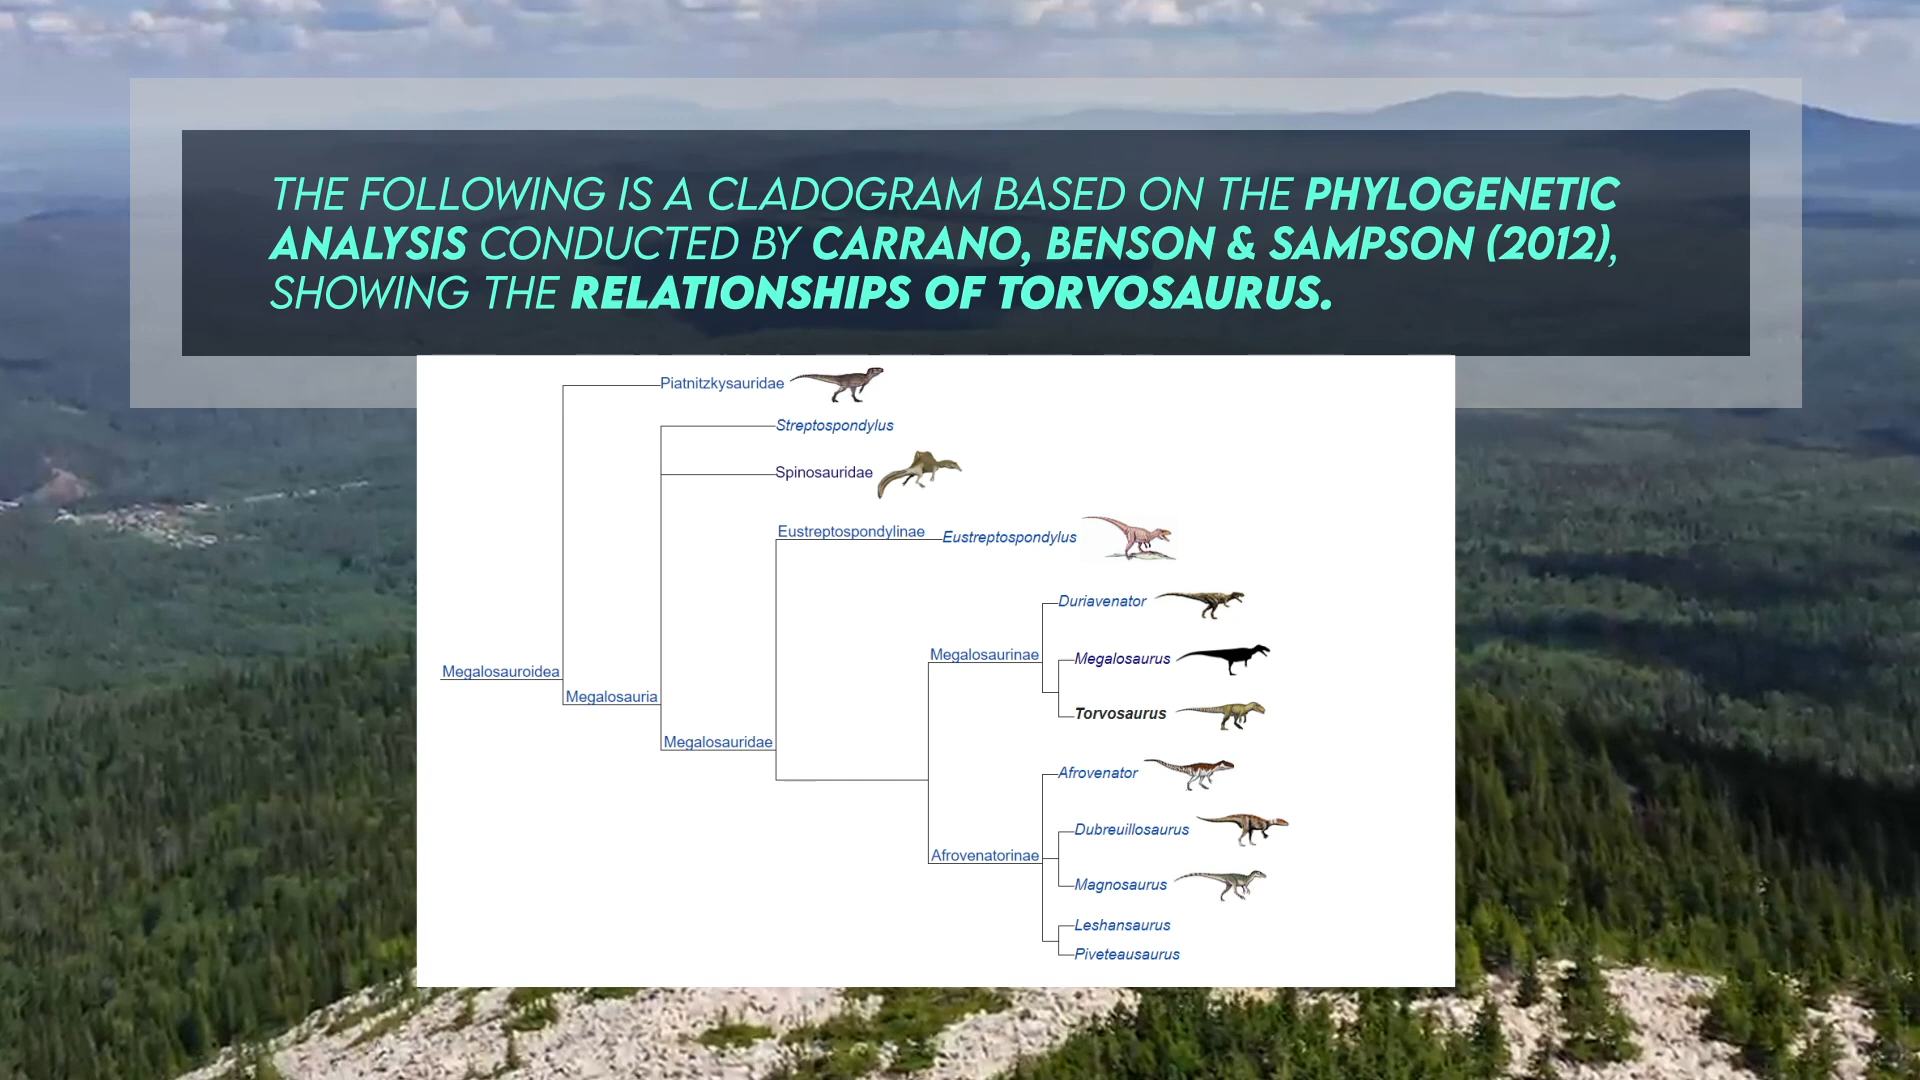 THE FOLLOWING IS A CLADOGRAM BASED ON THE PHYLOGENETIC
ANALYSIS CONDUCTED BY CARRANO, BENSON & SAMPSON (2012),
SHOWING THE RELATIONSHIPS OF TORVOSAURUS.
Piatnitzkysauridae
Streptospondylus
Spinosauridae
Eustreptospondylinae
Eustreptospondylus
Duriavenator
Megalosaurinae
Megalosaurus
Megalosauroidea
Megalosauria
Torvosaurus
Megalosauridae
Afrovenator
Dubreuillosaurus
Afrovenatorinae
Magnosaurus
Leshansaurus
Piveteausaurus